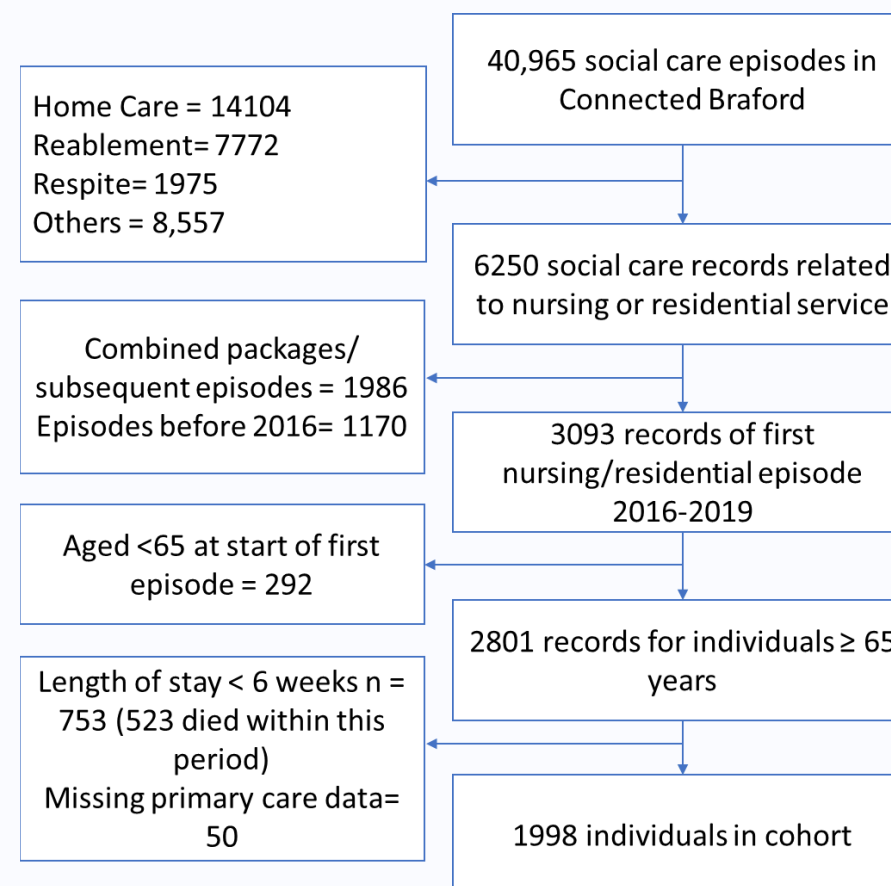 40,965 social care episodes in
Connected Braford
Home Care = 14104
Reablement= 7772
Respite= 1975
Others = 8,557
6250 social care records related
to nursing or residential service
Combined packages/
subsequent episodes = 1986
Episodes before 2016= 1170
3093 records of first
nursing/residential episode
2016-2019
Aged <65 at start of first
episode = 292
2801 records for individuals ≥ 65
years
Length of stay < 6 weeks n =
753 (523 died within this
period)
Missing primary care data=
50
1998 individuals in cohort